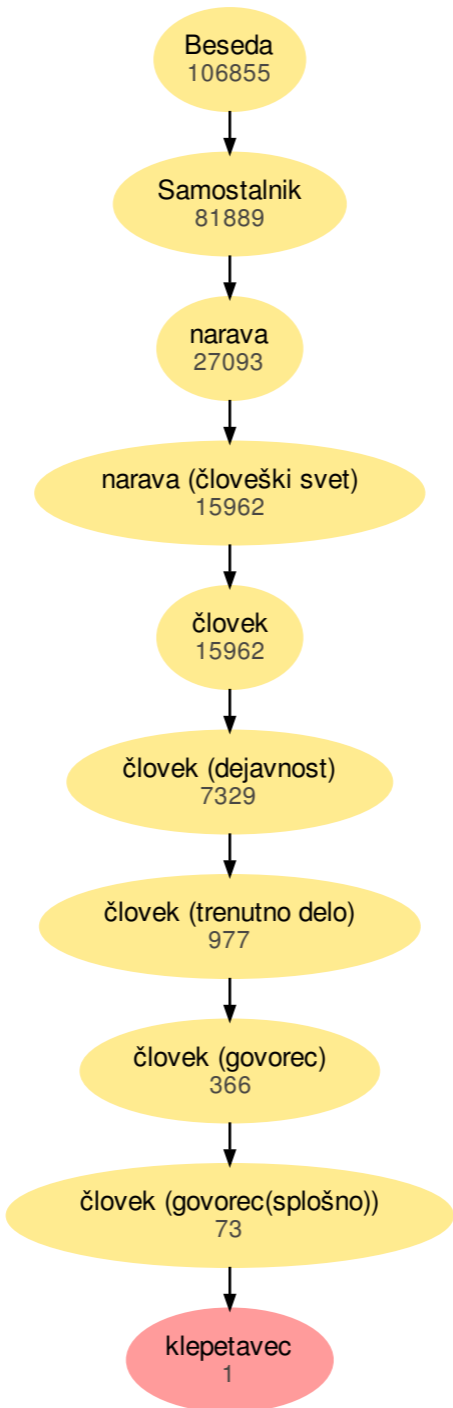 Beseda
106855
Samostalnik
81889
narava
27093
narava (človeški svet)
15962
človek
15962
človek (dejavnost)
7329
človek (trenutno delo)
977
človek (govorec)
366
človek (govorec(splošno))
73
klepetavec
1